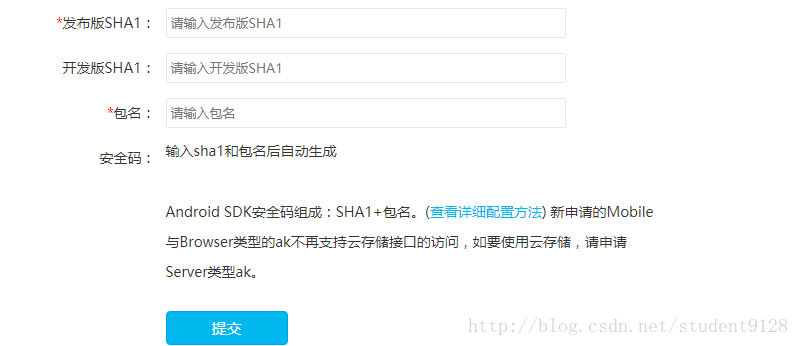 *发布版SHA1： 请输入发布版SHA1
开发版SHA1： 请输入开发版SHA1
*包名： 请输入包名
安全码： 输入sha1和包名后自动生成
Android SDK安全码组成：SHA1+包名。(查看详细配置方法) 新申请的Mobile
与Browser类型的ak不再支持云存储接口的访问，如要使用云存储，请申请
Server类型ak。
提交
http://blog.csdn.net/student9128